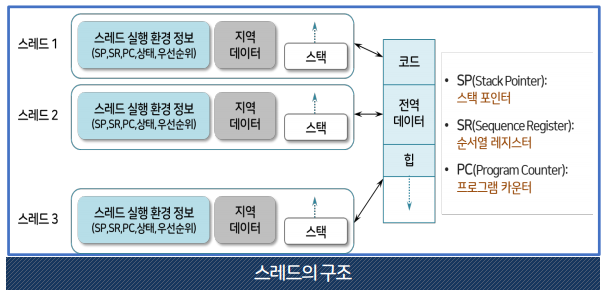 스레드 1
스레드 실행 환경 정보
(SP,SR,PC,상태,우선순위)
지역
데이터
스택
스레드 2
스레드 실행 환경 정보
(SP,SR,PC,상태,우선순위)
지역
데이터
스택
스레드 3
스레드 실행 환경 정보
(SP,SR,PC,상태,우선순위)
지역
데이터
스택
코드
전역
데이터
힙
• SP(Stack Pointer):
스택 포인터
• SR(Sequence Register):
순서열 레지스터
• PC(Program Counter):
프로그램 카운터
스레드의 구조